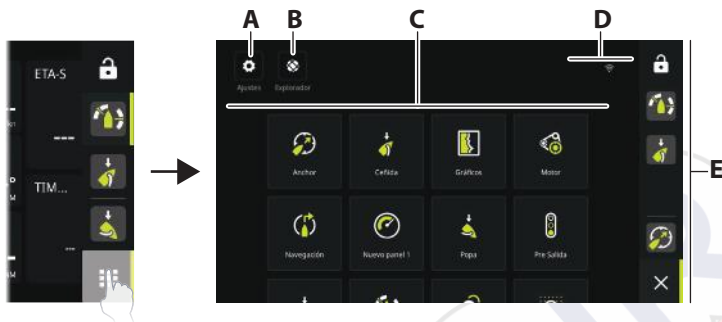 A B C D
ETA-S
---
TIM...
--
Ajustes Explorador
E
Anchor Ceñida Gráficos Motor
Navegación Nuevo panel 1 Popa Pre Salida